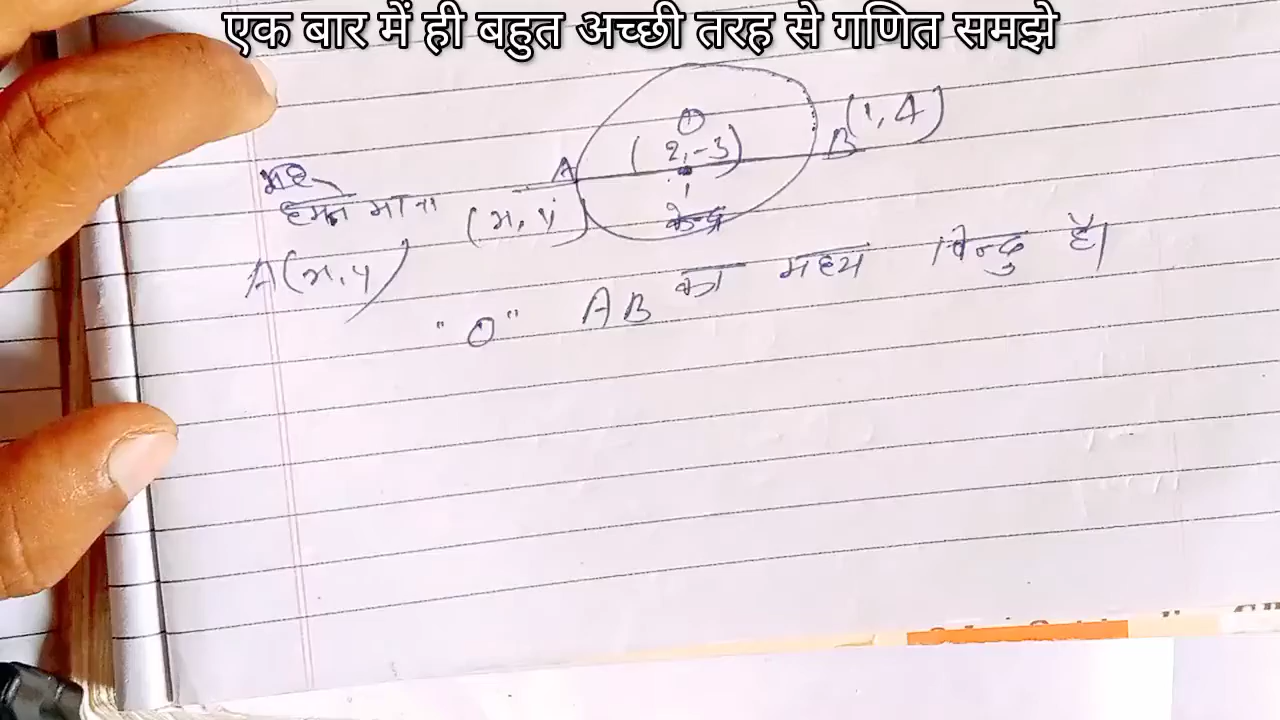 एक बार में ही बहुत अच्छी तरह से गणित समझे
O
(1, 4)
(2, -3)
B
A
हमने माना
(x, y)
केन्द्र
A(x, y)
"O" AB का मध्य बिन्दु है।